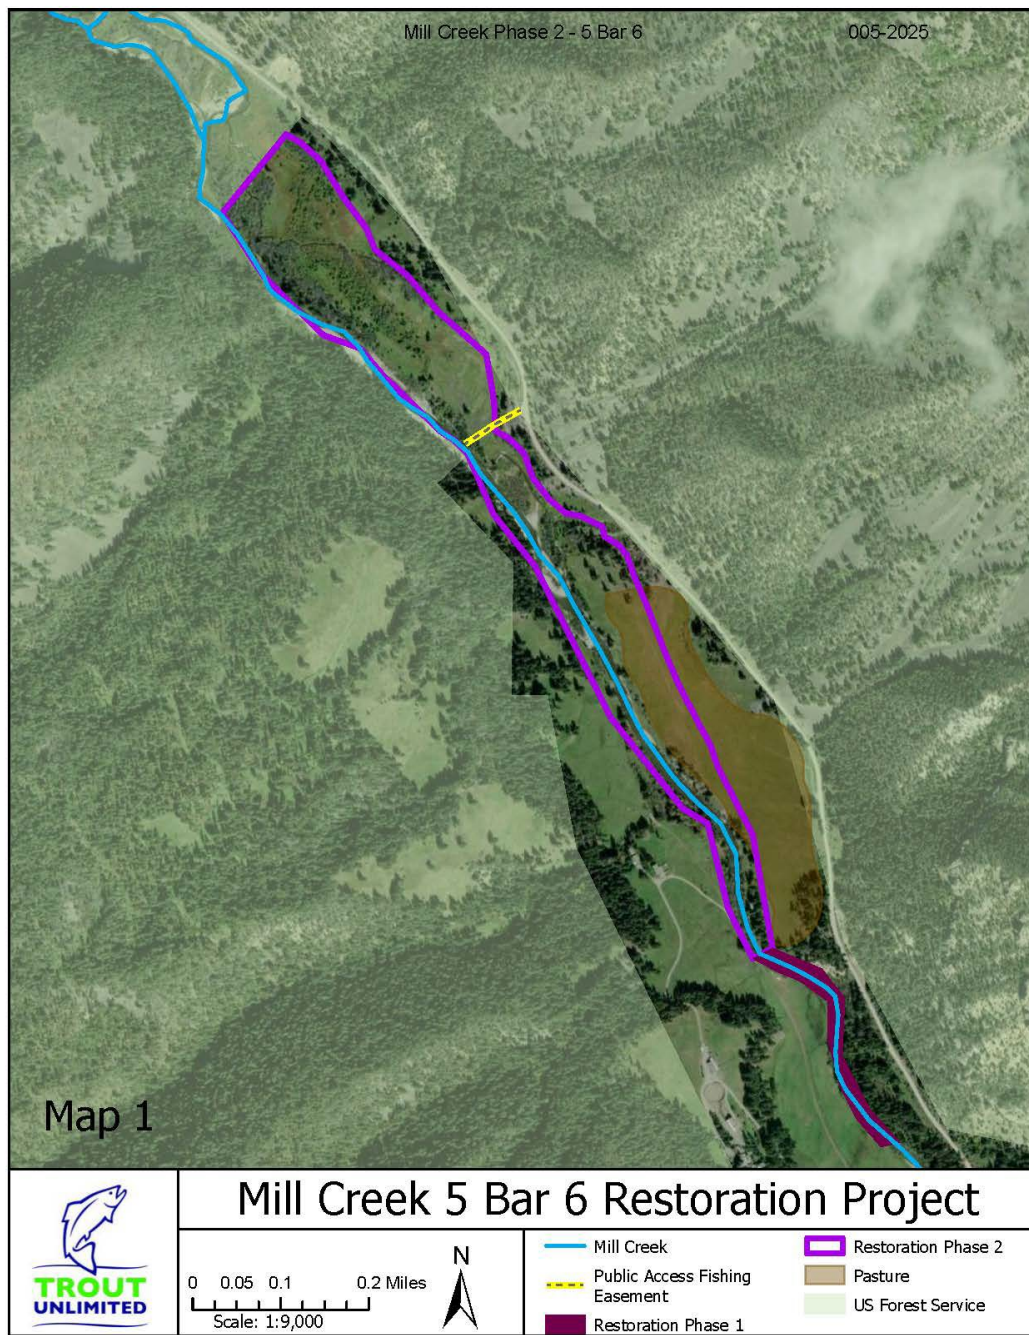 Mill Creek Phase 2 - 5 Bar 6
005-2025
Map 1
TROUT
UNLIMITED
Mill Creek 5 Bar 6 Restoration Project
0 0.05 0.1 0.2 Miles
Scale: 1:9,000
N
Mill Creek
Public Access Fishing
Easement
Restoration Phase 1
Restoration Phase 2
Pasture
US Forest Service